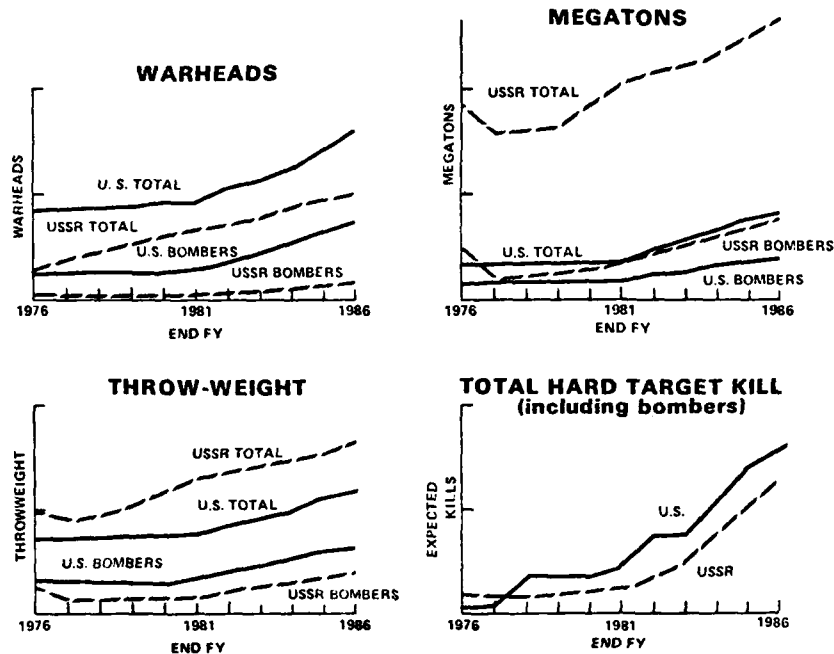 WARHEADS
WARHEADS
U. S. TOTAL
USSR TOTAL
U.S. BOMBERS
USSR BOMBERS
1976
1981
1986
END FY
MEGATONS
MEGATONS
USSR TOTAL
U.S. TOTAL
USSR BOMBERS
U.S. BOMBERS
1976
1981
1986
END FY
THROW-WEIGHT
THROWWEIGHT
USSR TOTAL
U.S. TOTAL
U.S. BOMBERS
USSR BOMBERS
1976
1981
1986
END FY
TOTAL HARD TARGET KILL
(including bombers)
EXPECTED
KILLS
U.S.
USSR
1976
1981
1986
END FY